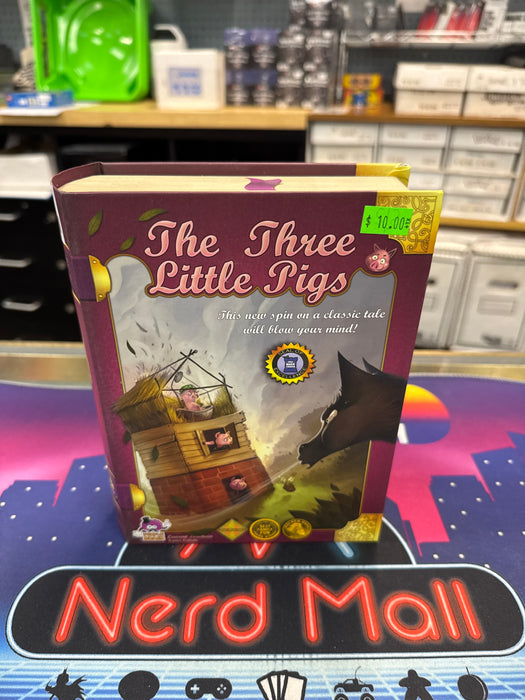 $ 10.00
The Three
Little Pigs
This new spin on a classic tale
will blow your mind!
Nerd Mall